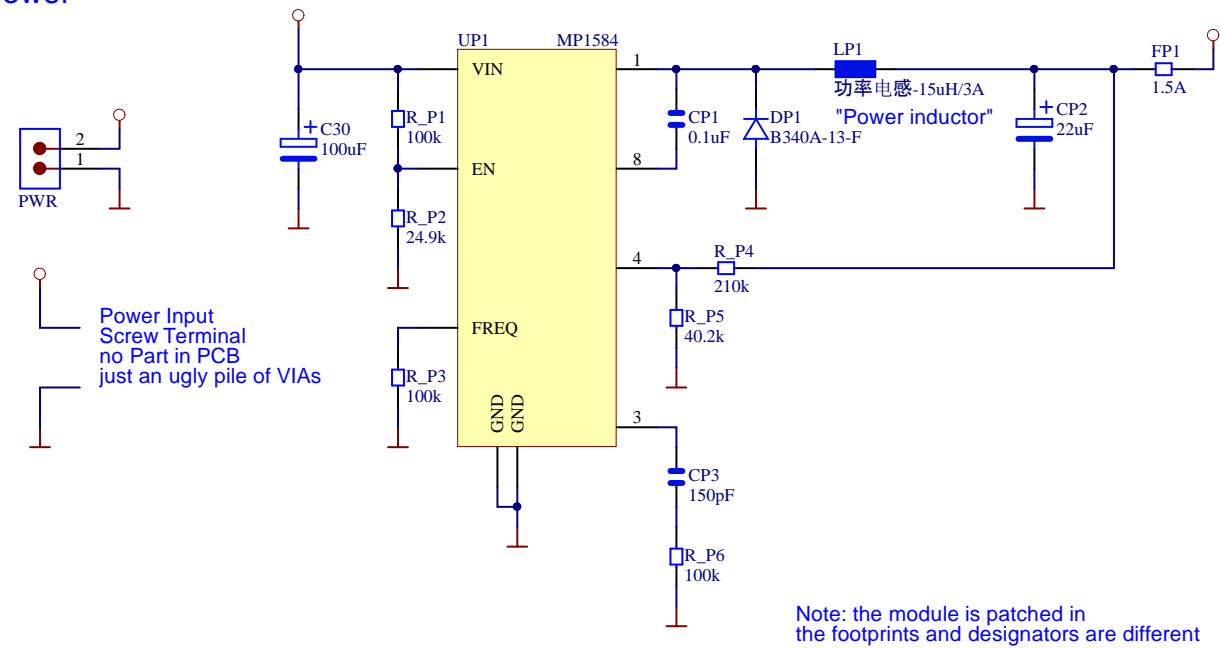 UP1
MP1584
VIN
EN
FREQ
GND
GND
1
8
4
3
C30
100uF
R_P1
100k
R_P2
24.9k
R_P3
100k
2
1
PWR
Power Input
Screw Terminal
no Part in PCB
just an ugly pile of VIAs
CP1
0.1uF
DP1
B340A-13-F
LP1
功率电感-15uH/3A
"Power inductor"
CP2
22uF
FP1
1.5A
R_P4
210k
R_P5
40.2k
CP3
150pF
R_P6
100k
Note: the module is patched in
the footprints and designators are different